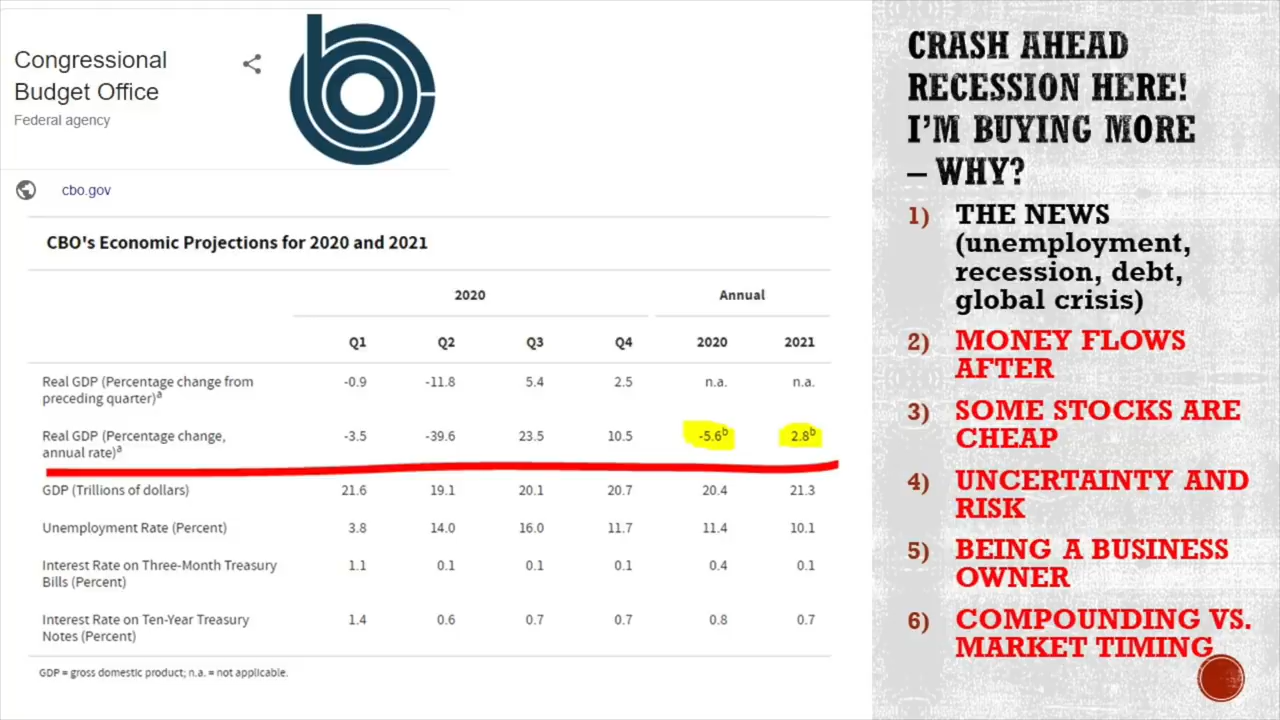 Congressional
Budget Office
Federal agency
cbo.gov
CBO's Economic Projections for 2020 and 2021
2020 Annual
Q1 Q2 Q3 Q4 2020 2021
Real GDP (Percentage change from
preceding quarter)ᵃ -0.9 -11.8 5.4 2.5 n.a. n.a.
Real GDP (Percentage change,
annual rate)ᵃ -3.5 -39.6 23.5 10.5 -5.6ᵇ 2.8ᵇ
GDP (Trillions of dollars) 21.6 19.1 20.1 20.7 20.4 21.3
Unemployment Rate (Percent) 3.8 14.0 16.0 11.7 11.4 10.1
Interest Rate on Three-Month Treasury
Bills (Percent) 1.1 0.1 0.1 0.1 0.4 0.1
Interest Rate on Ten-Year Treasury
Notes (Percent) 1.4 0.6 0.7 0.7 0.8 0.7
GDP = gross domestic product; n.a. = not applicable.
CRASH AHEAD
RECESSION HERE!
I'M BUYING MORE
– WHY?
1) THE NEWS
(unemployment,
recession, debt,
global crisis)
2) MONEY FLOWS
AFTER
3) SOME STOCKS ARE
CHEAP
4) UNCERTAINTY AND
RISK
5) BEING A BUSINESS
OWNER
6) COMPOUNDING VS.
MARKET TIMING